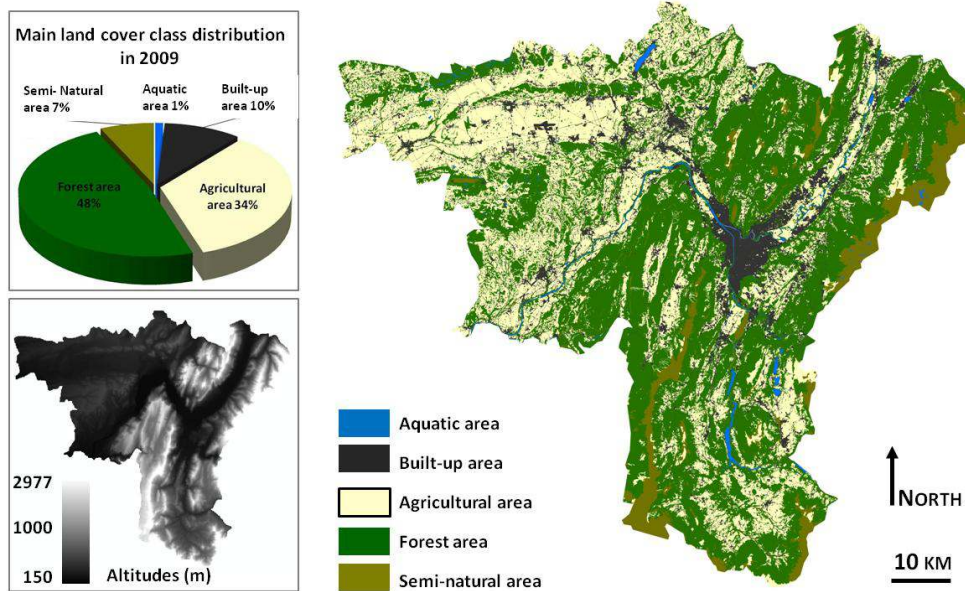 Main land cover class distribution
in 2009
Semi- Natural
area 7%
Aquatic
area 1%
Built-up
area 10%
Forest area
48%
Agricultural
area 34%
2977
1000
150
Altitudes (m)
Aquatic area
Built-up area
Agricultural area
Forest area
Semi-natural area
NORTH
10 KM